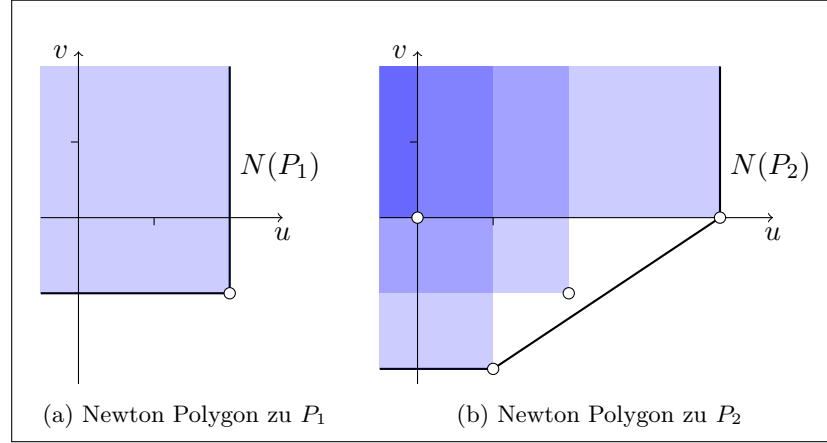 v
u
N(P₁)
(a) Newton Polygon zu P₁
v
u
N(P₂)
(b) Newton Polygon zu P₂